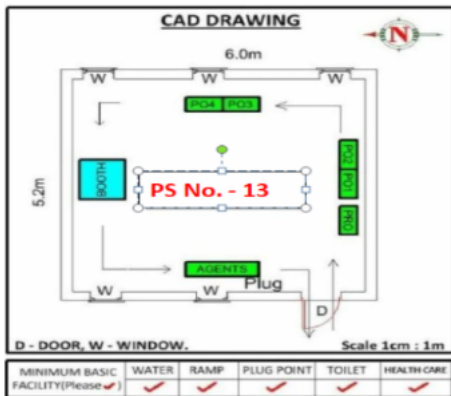 CAD DRAWING
N
6.0m
W W W
PO4 PO3
5.2m
BOOTH
PS No. - 13
PO2
PO1
PRO
AGENTS
Plug
W W
D
D - DOOR, W - WINDOW.
Scale 1cm : 1m
MINIMUM BASIC FACILITY(Please ✓)
WATER
RAMP
PLUG POINT
TOILET
HEALTH CARE
✓ ✓ ✓ ✓ ✓